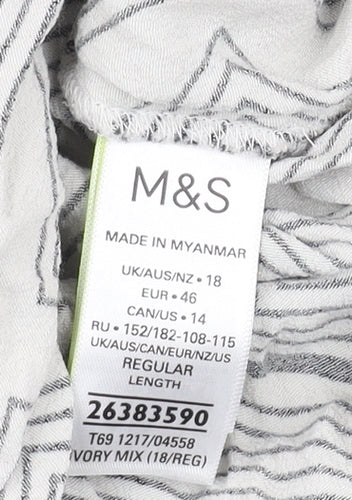 M&S
MADE IN MYANMAR
UK/AUS/NZ • 18
EUR • 46
CAN/US • 14
RU • 152/182-108-115
UK/AUS/CAN/EUR/NZ/US
REGULAR
LENGTH
26383590
T69 1217/04558
IVORY MIX (18/REG)